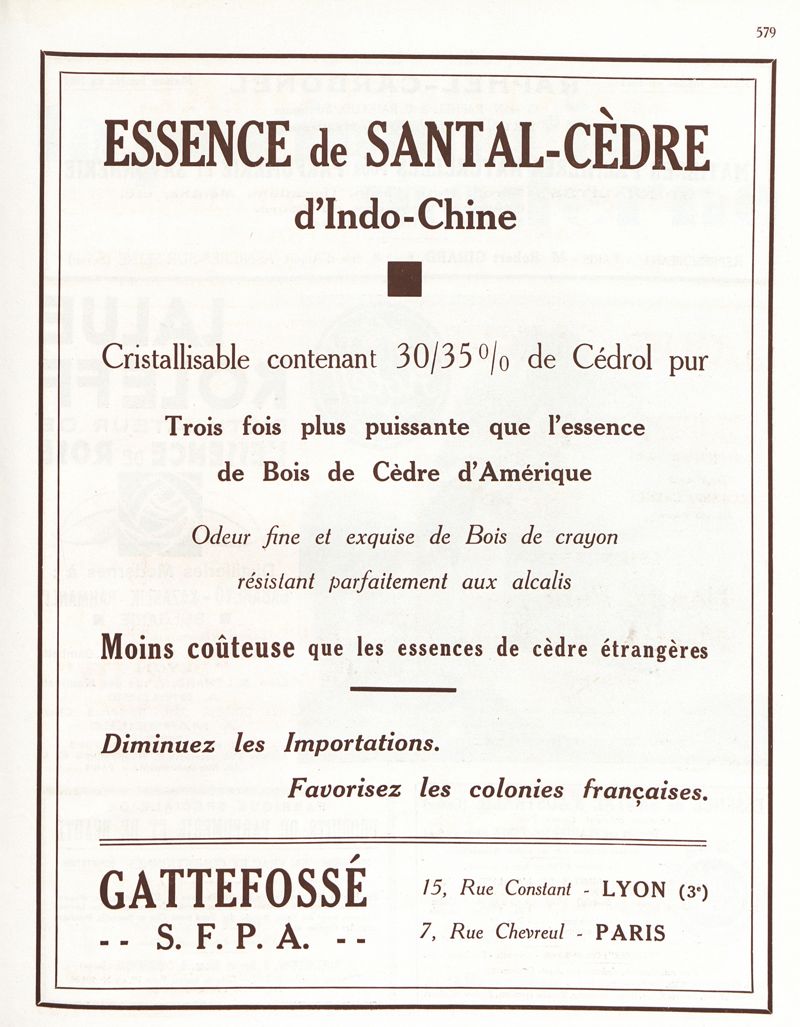 579
ESSENCE de SANTAL-CÈDRE
d'Indo-Chine
Cristallisable contenant 30/35 % de Cédrol pur
Trois fois plus puissante que l'essence
de Bois de Cèdre d'Amérique
Odeur fine et exquise de Bois de crayon
résistant parfaitement aux alcalis
Moins coûteuse que les essences de cèdre étrangères
Diminuez les Importations.
Favorisez les colonies françaises.
GATTEFOSSÉ
-- S. F. P. A. --
15, Rue Constant - LYON (3e)
7, Rue Chevreul - PARIS